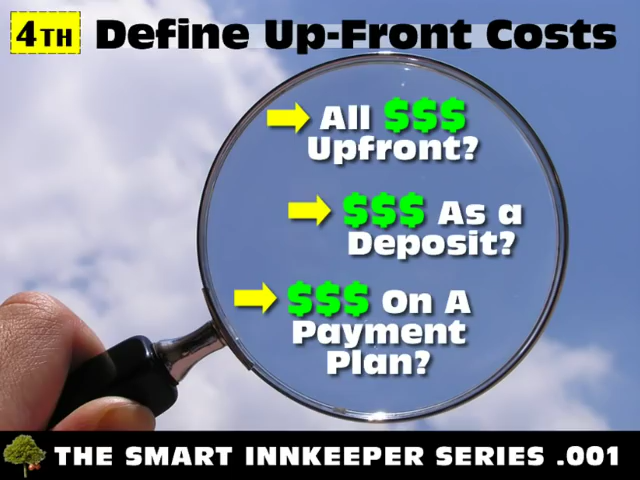 4TH Define Up-Front Costs
All $$$
Upfront?
$$$ As a
Deposit?
$$$ On A
Payment
Plan?
THE SMART INNKEEPER SERIES .001